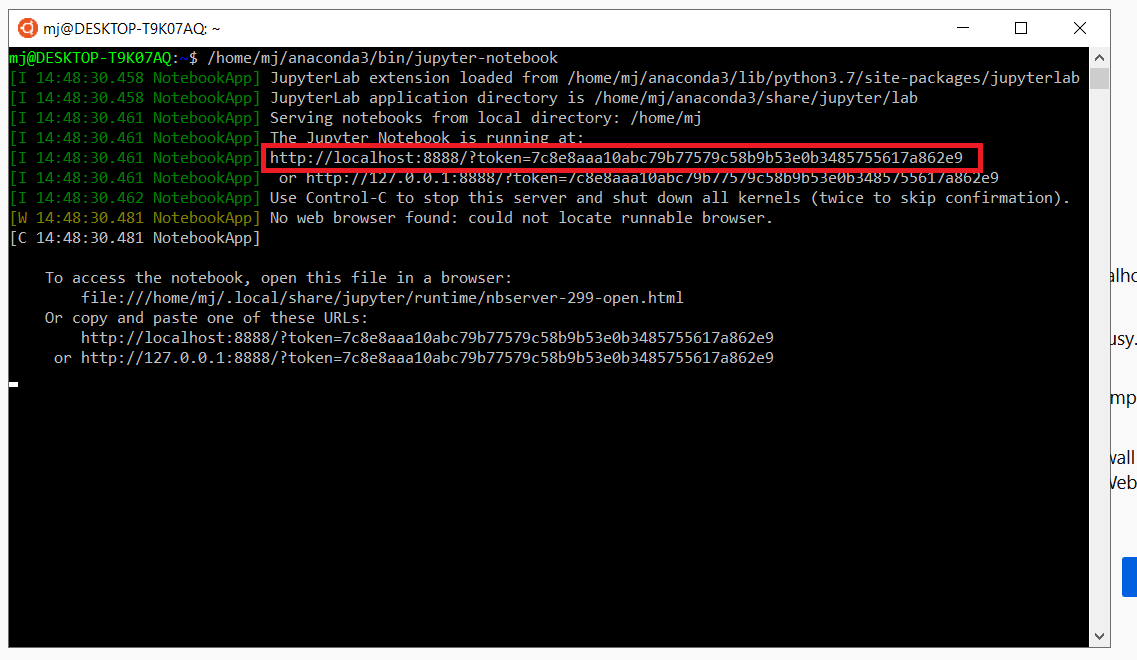 mj@DESKTOP-T9K07AQ: ~
mj@DESKTOP-T9K07AQ:~$ /home/mj/anaconda3/bin/jupyter-notebook
[I 14:48:30.458 NotebookApp] JupyterLab extension loaded from /home/mj/anaconda3/lib/python3.7/site-packages/jupyterlab
[I 14:48:30.458 NotebookApp] JupyterLab application directory is /home/mj/anaconda3/share/jupyter/lab
[I 14:48:30.461 NotebookApp] Serving notebooks from local directory: /home/mj
[I 14:48:30.461 NotebookApp] The Jupyter Notebook is running at:
[I 14:48:30.461 NotebookApp] http://localhost:8888/?token=7c8e8aaa10abc79b77579c58b9b53e0b3485755617a862e9
[I 14:48:30.461 NotebookApp]  or http://127.0.0.1:8888/?token=7c8e8aaa10abc79b77579c58b9b53e0b3485755617a862e9
[I 14:48:30.462 NotebookApp] Use Control-C to stop this server and shut down all kernels (twice to skip confirmation).
[W 14:48:30.481 NotebookApp] No web browser found: could not locate runnable browser.
[C 14:48:30.481 NotebookApp]
To access the notebook, open this file in a browser:
file:///home/mj/.local/share/jupyter/runtime/nbserver-299-open.html
Or copy and paste one of these URLs:
http://localhost:8888/?token=7c8e8aaa10abc79b77579c58b9b53e0b3485755617a862e9
or http://127.0.0.1:8888/?token=7c8e8aaa10abc79b77579c58b9b53e0b3485755617a862e9